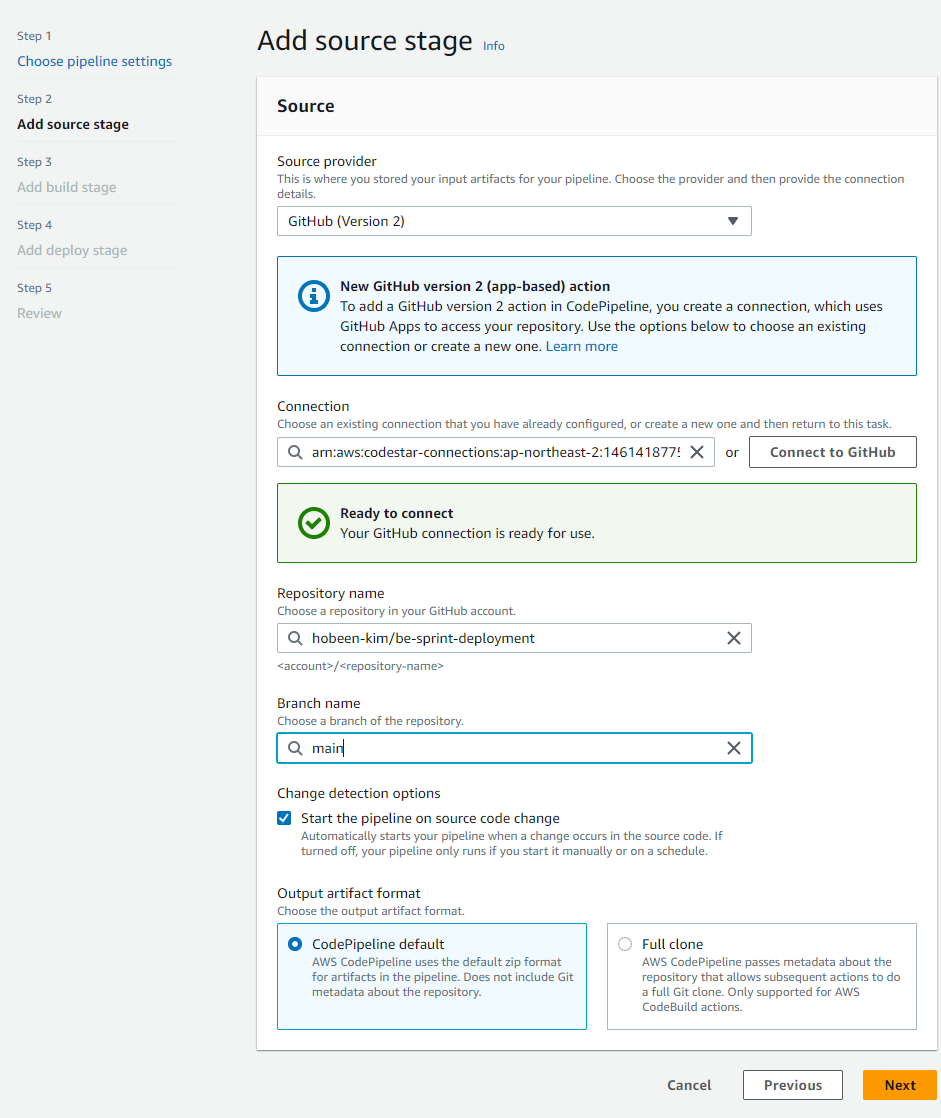 Step 1
Choose pipeline settings
Step 2
Add source stage
Step 3
Add build stage
Step 4
Add deploy stage
Step 5
Review
Add source stage Info
Source
Source provider
This is where you stored your input artifacts for your pipeline. Choose the provider and then provide the connection
details.
GitHub (Version 2)
New GitHub version 2 (app-based) action
To add a GitHub version 2 action in CodePipeline, you create a connection, which uses
GitHub Apps to access your repository. Use the options below to choose an existing
connection or create a new one. Learn more
Connection
Choose an existing connection that you have already configured, or create a new one and then return to this task.
arn:aws:codestar-connections:ap-northeast-2:1461418775 or Connect to GitHub
Ready to connect
Your GitHub connection is ready for use.
Repository name
Choose a repository in your GitHub account.
hobeen-kim/be-sprint-deployment
<account>/<repository-name>
Branch name
Choose a branch of the repository.
main
Change detection options
Start the pipeline on source code change
Automatically starts your pipeline when a change occurs in the source code. If
turned off, your pipeline only runs if you start it manually or on a schedule.
Output artifact format
Choose the output artifact format.
CodePipeline default
AWS CodePipeline uses the default zip format
for artifacts in the pipeline. Does not include Git
metadata about the repository.
Full clone
AWS CodePipeline passes metadata about the
repository that allows subsequent actions to do
a full Git clone. Only supported for AWS
CodeBuild actions.
Cancel Previous Next